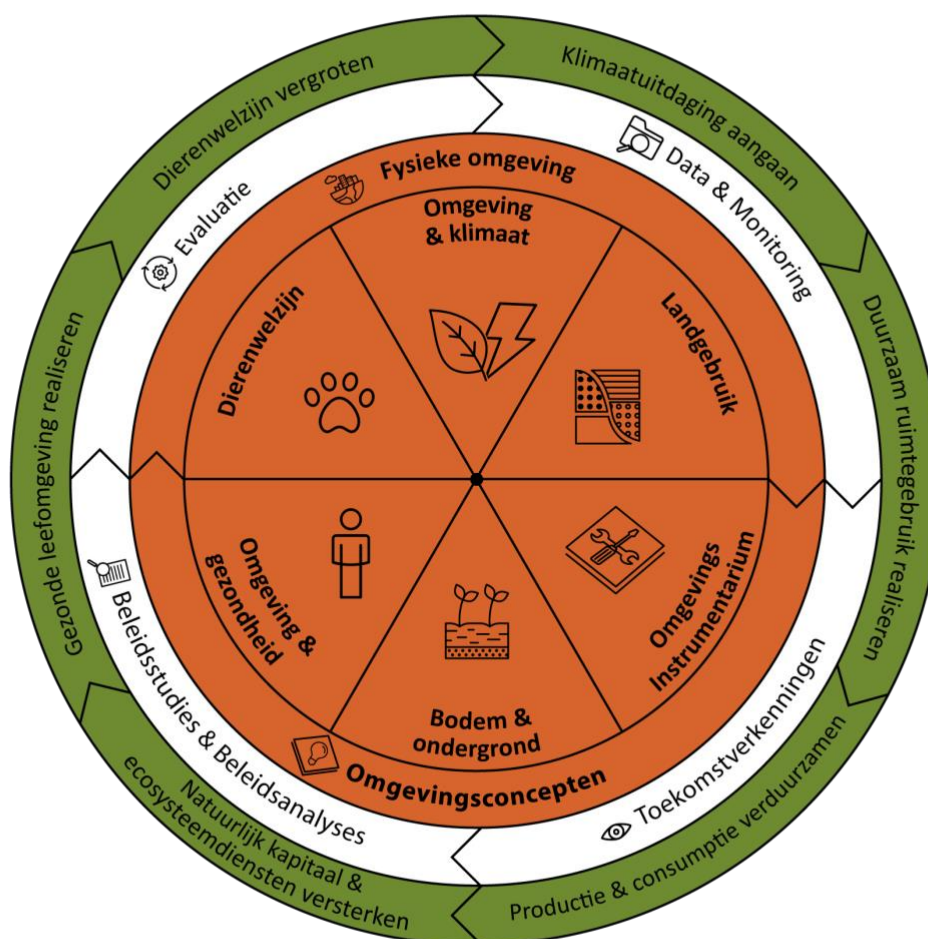 Dierenwelzijn vergroten
Klimaatuitdaging aangaan
Duurzaam ruimtegebruik realiseren
Productie & consumptie verduurzamen
Natuurlijk kapitaal &
ecosysteemdiensten versterken
Gezonde leefomgeving realiseren
Evaluatie
Data & Monitoring
Toekomstverkenningen
Beleidsstudies & Beleidsanalyses
Fysieke omgeving
Omgevingsconcepten
Omgeving
& klimaat
Landgebruik
Omgevings
Instrumentarium
Bodem &
ondergrond
Omgeving &
gezondheid
Dierenwelzijn